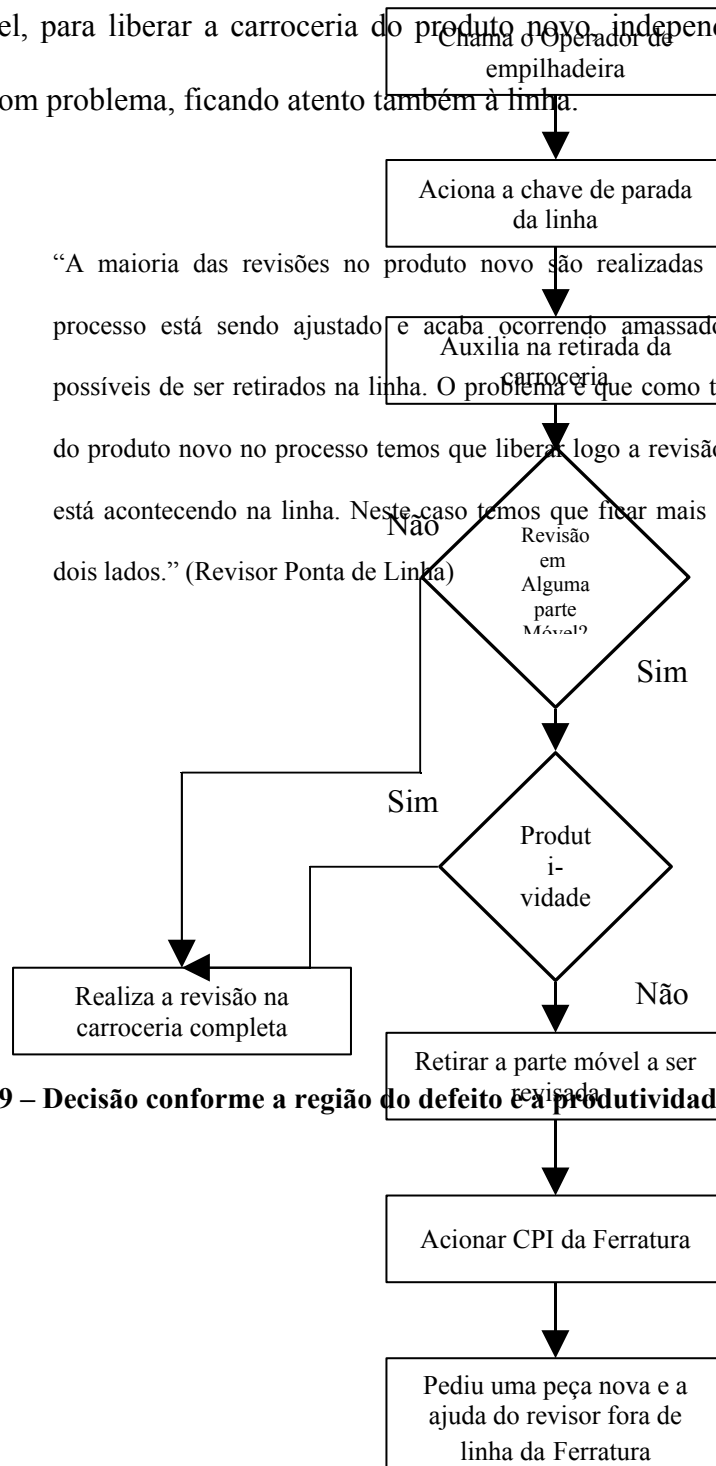 el, para liberar a carroceria do produto novo, independ
Chama o Operador de
empilhadeira
om problema, ficando atento também à linha.
Aciona a chave de parada
da linha
“A maioria das revisões no produto novo são realizadas
processo está sendo ajustado e acaba ocorrendo amassado
Auxilia na retirada da
carroceria
possíveis de ser retirados na linha. O problema é que como t
do produto novo no processo temos que liberar logo a revisão
está acontecendo na linha. Neste caso temos que ficar mais
Não
Revisão
em
Alguma
parte
Móvel?
dois lados.” (Revisor Ponta de Linha)
Sim
Sim
Produt
i-
vidade
Não
Realiza a revisão na
carroceria completa
Retirar a parte móvel a ser
revisada
9 – Decisão conforme a região do defeito e a produtividad
Acionar CPI da Ferratura
Pediu uma peça nova e a
ajuda do revisor fora de
linha da Ferratura